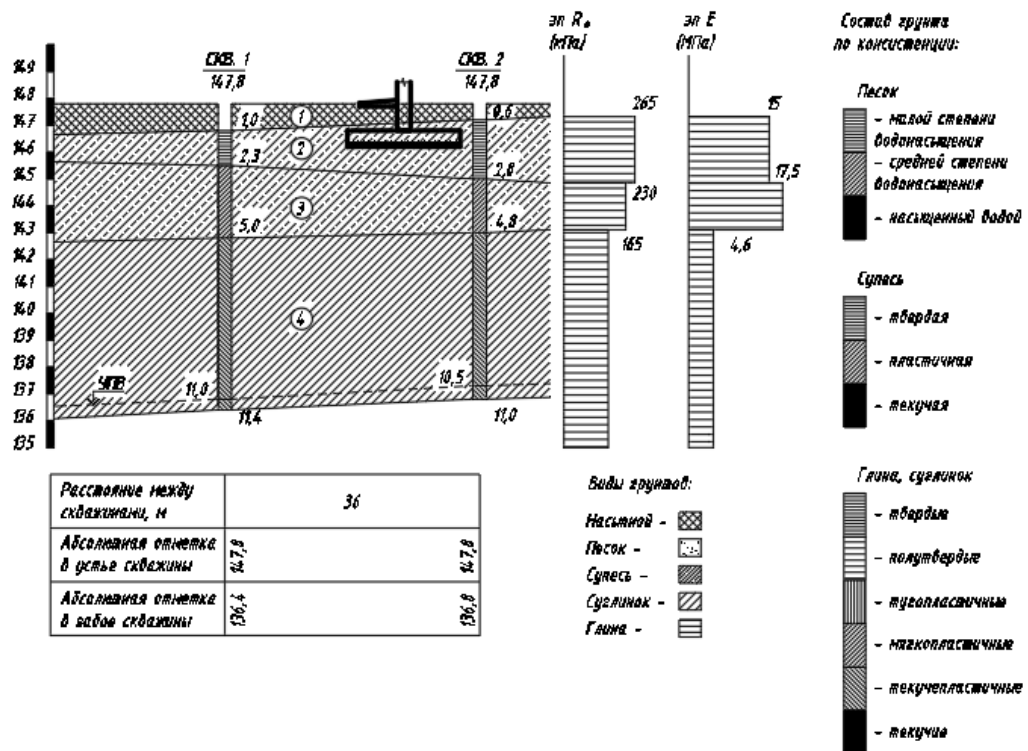 эп R₀
(кПа)
эп E
(МПа)
Состав грунта
по консистенции:
СКВ. 1
147,8
СКВ. 2
147,8
149
148
147
146
145
144
143
142
141
140
139
138
137
136
135
1,0
2,3
5,0
11,0
11,4
0,6
2,8
4,8
10,5
11,0
1
2
3
4
УПВ
265
230
165
15
17,5
4,6
Песок
- малой степени
водонасыщения
- средней степени
водонасыщения
- насыщенный водой
Супесь
- твердая
- пластичная
- текучая
Глина, суглинок
- твердые
- полутвердые
- тугопластичные
- мягкопластичные
- текучепластичные
- текучие
Виды грунтов:
Насыпной -
Песок -
Супесь -
Суглинок -
Глина -
Расстояние между
скважинами, м
36
Абсолютная отметка
в устье скважины
147,8
147,8
Абсолютная отметка
в забое скважины
136,4
136,8